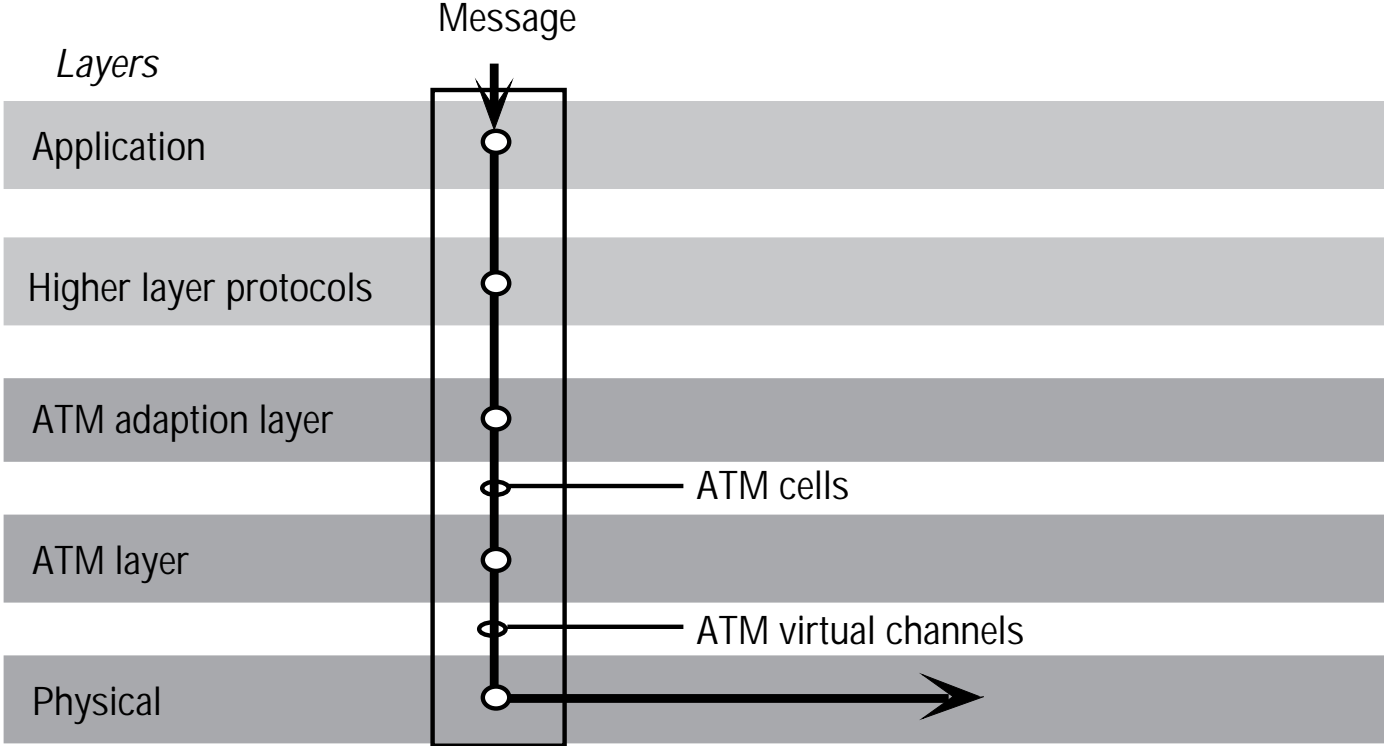 Message
Layers
Application
Higher layer protocols
ATM adaption layer
ATM cells
ATM layer
ATM virtual channels
Physical